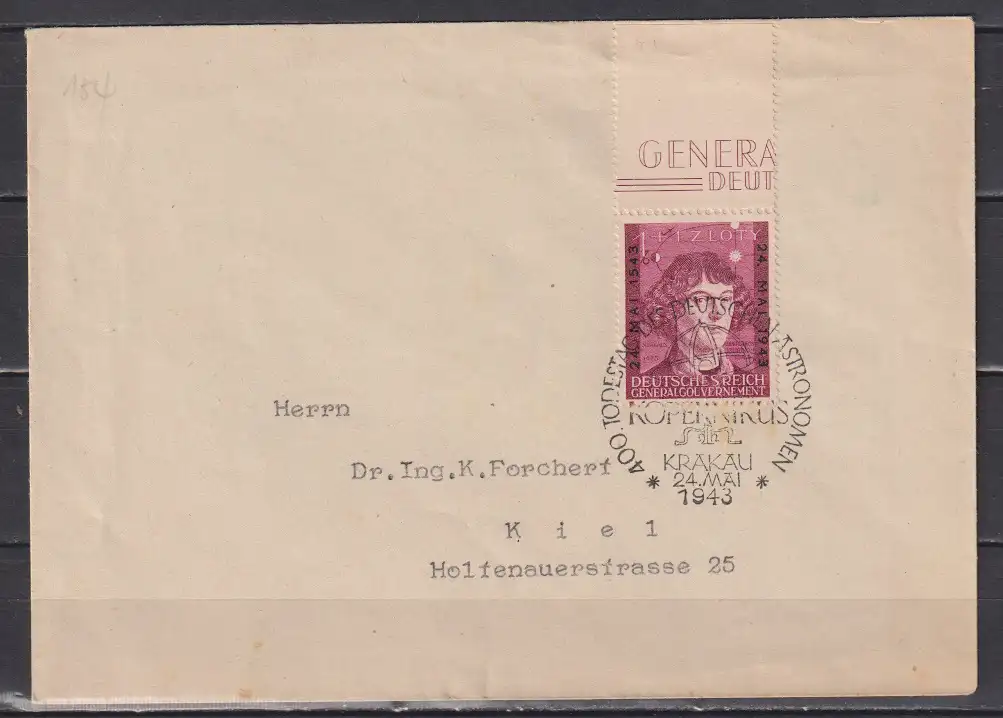 154
GENERA
DEUT
1+1 ZLOTY
24. MAI 1543
24. MAI 1943
DEUTSCHES REICH
GENERALGOUVERNEMENT
400. TODESTAG DES DEUTSCHEN ASTRONOMEN
KOPERNIKUS
KRAKAU
* 24. MAI *
1943
Herrn
Dr.Ing.K.Forchert
K i e l
Holtenauerstrasse 25